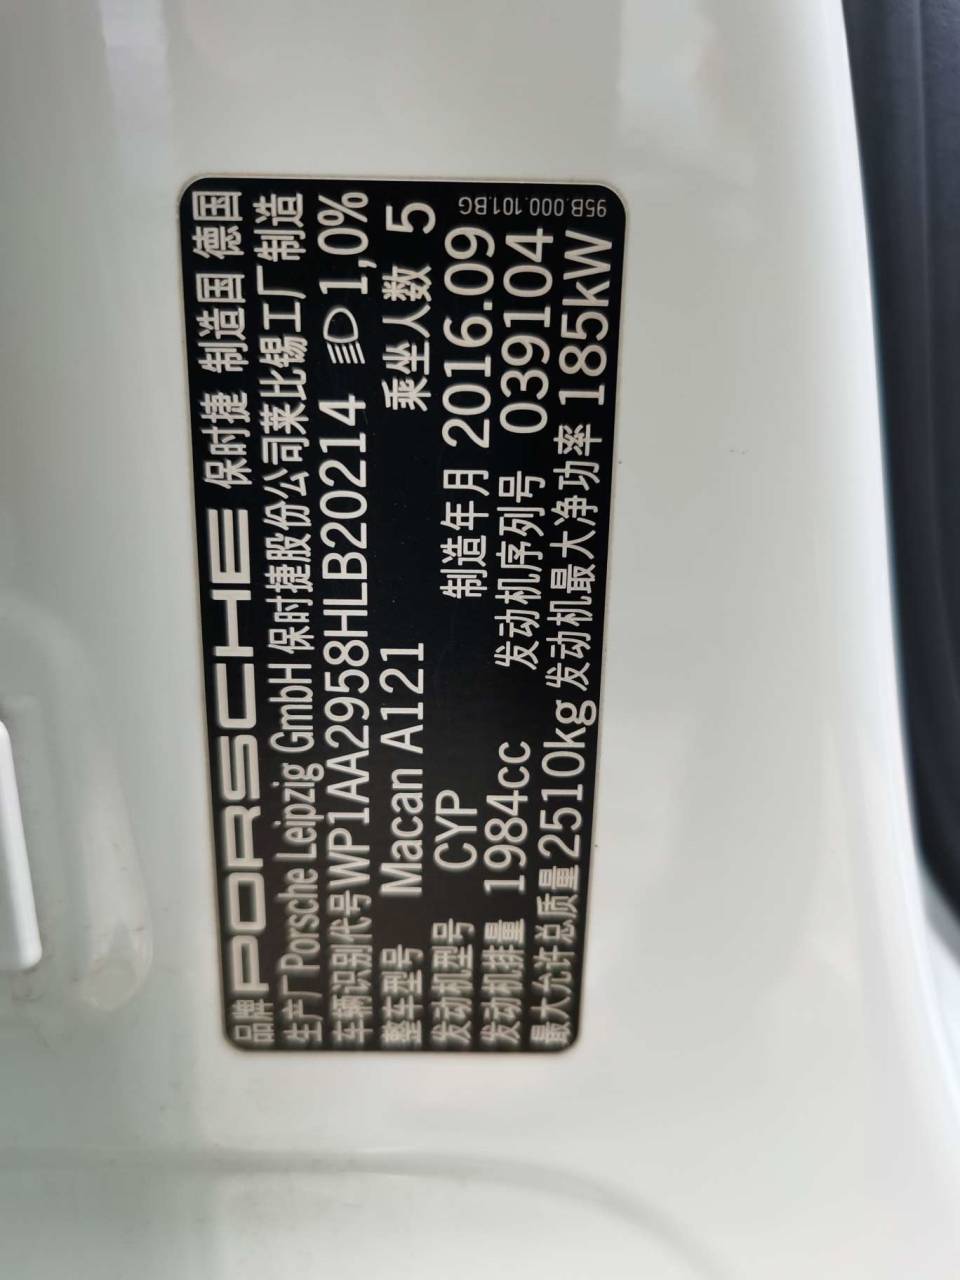 品牌 PORSCHE 保时捷 制造国 德国
生产厂 Porsche Leipzig GmbH 保时捷股份公司莱比锡工厂制造
车辆识别代号 WP1AA2958HLB20214 1,0%
整车型号 Macan A121 乘坐人数 5
发动机型号 CYP 制造年月 2016.09
发动机排量 1984cc 发动机序列号 039104
最大允许总质量 2510kg 发动机最大净功率 185kW
95B.000.101.BG